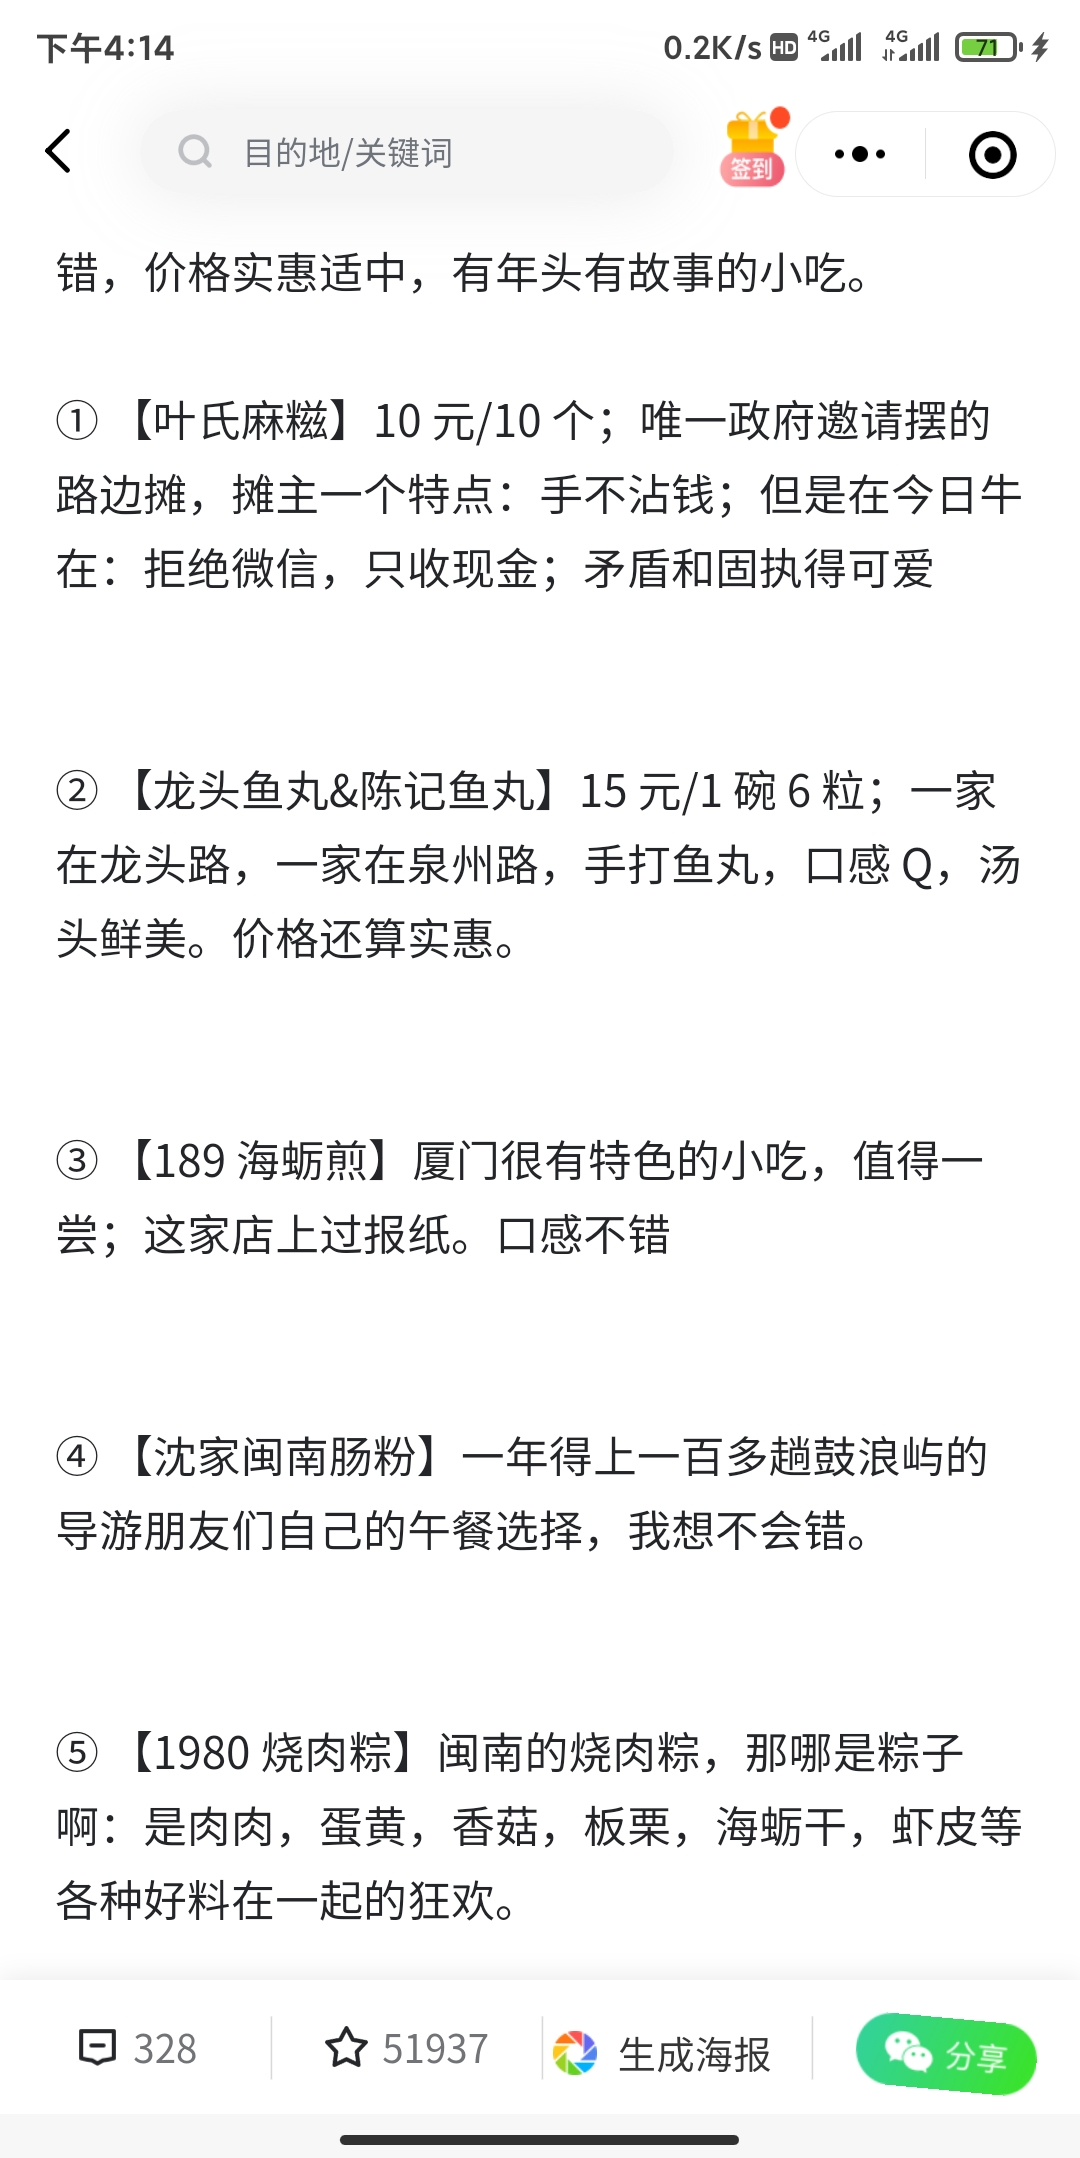 下午4:14
0.2K/s HD 4G 4G 71
目的地/关键词
签到
错，价格实惠适中，有年头有故事的小吃。
① 【叶氏麻糍】10 元/10 个；唯一政府邀请摆的
路边摊，摊主一个特点：手不沾钱；但是在今日牛
在：拒绝微信，只收现金；矛盾和固执得可爱
② 【龙头鱼丸&陈记鱼丸】15 元/1 碗 6 粒；一家
在龙头路，一家在泉州路，手打鱼丸，口感 Q，汤
头鲜美。价格还算实惠。
③ 【189 海蛎煎】厦门很有特色的小吃，值得一
尝；这家店上过报纸。口感不错
④ 【沈家闽南肠粉】一年得上一百多趟鼓浪屿的
导游朋友们自己的午餐选择，我想不会错。
⑤ 【1980 烧肉粽】闽南的烧肉粽，那哪是粽子
啊：是肉肉，蛋黄，香菇，板栗，海蛎干，虾皮等
各种好料在一起的狂欢。
328
51937
生成海报
分享